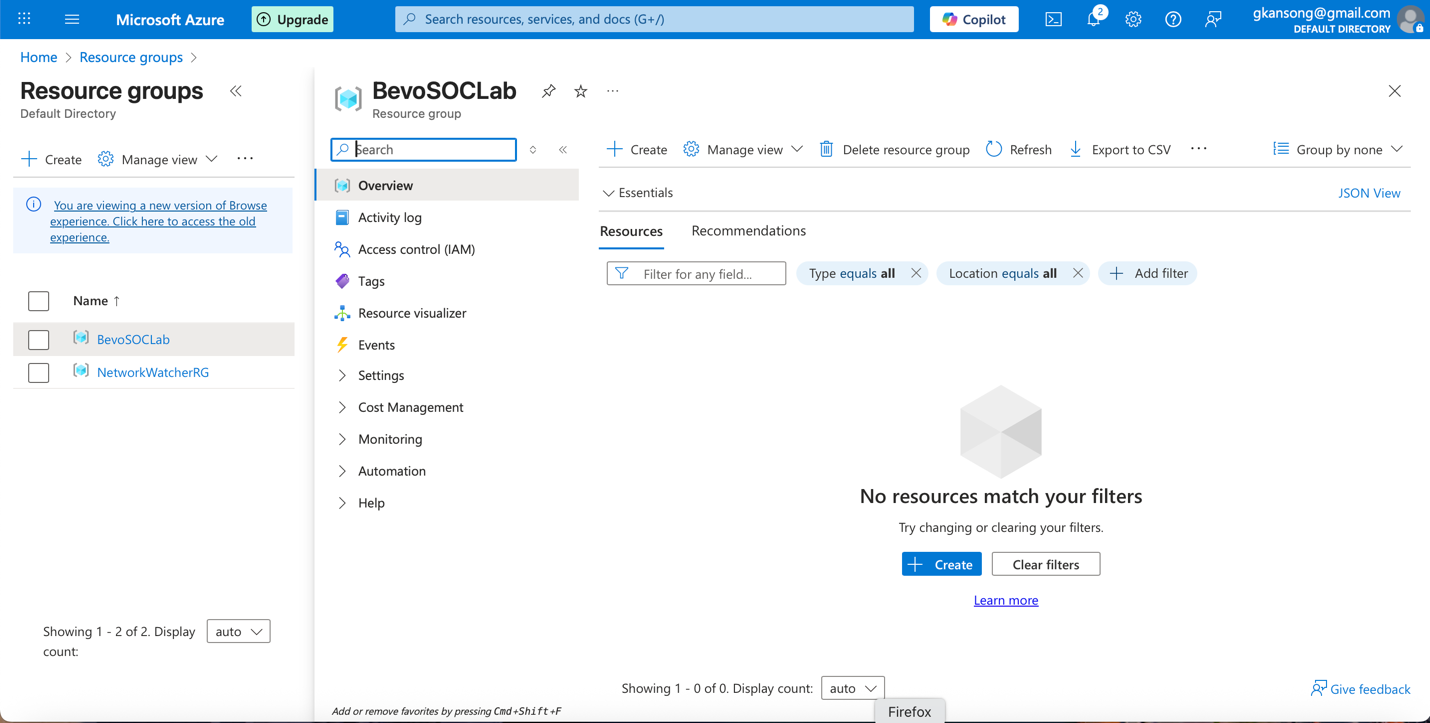 Microsoft Azure
Upgrade
Search resources, services, and docs (G+/)
Copilot
2
gkansong@gmail.com
DEFAULT DIRECTORY
Home > Resource groups >
Resource groups
Default Directory
Create
Manage view
You are viewing a new version of Browse
experience. Click here to access the old
experience.
Name ↑
BevoSOCLab
NetworkWatcherRG
Showing 1 - 2 of 2. Display
count:
auto
BevoSOCLab
Resource group
Search
Overview
Activity log
Access control (IAM)
Tags
Resource visualizer
Events
Settings
Cost Management
Monitoring
Automation
Help
Add or remove favorites by pressing Cmd+Shift+F
Create
Manage view
Delete resource group
Refresh
Export to CSV
Group by none
Essentials
JSON View
Resources
Recommendations
Filter for any field...
Type equals all
Location equals all
Add filter
No resources match your filters
Try changing or clearing your filters.
Create
Clear filters
Learn more
Showing 1 - 0 of 0. Display count:
auto
Give feedback
Firefox